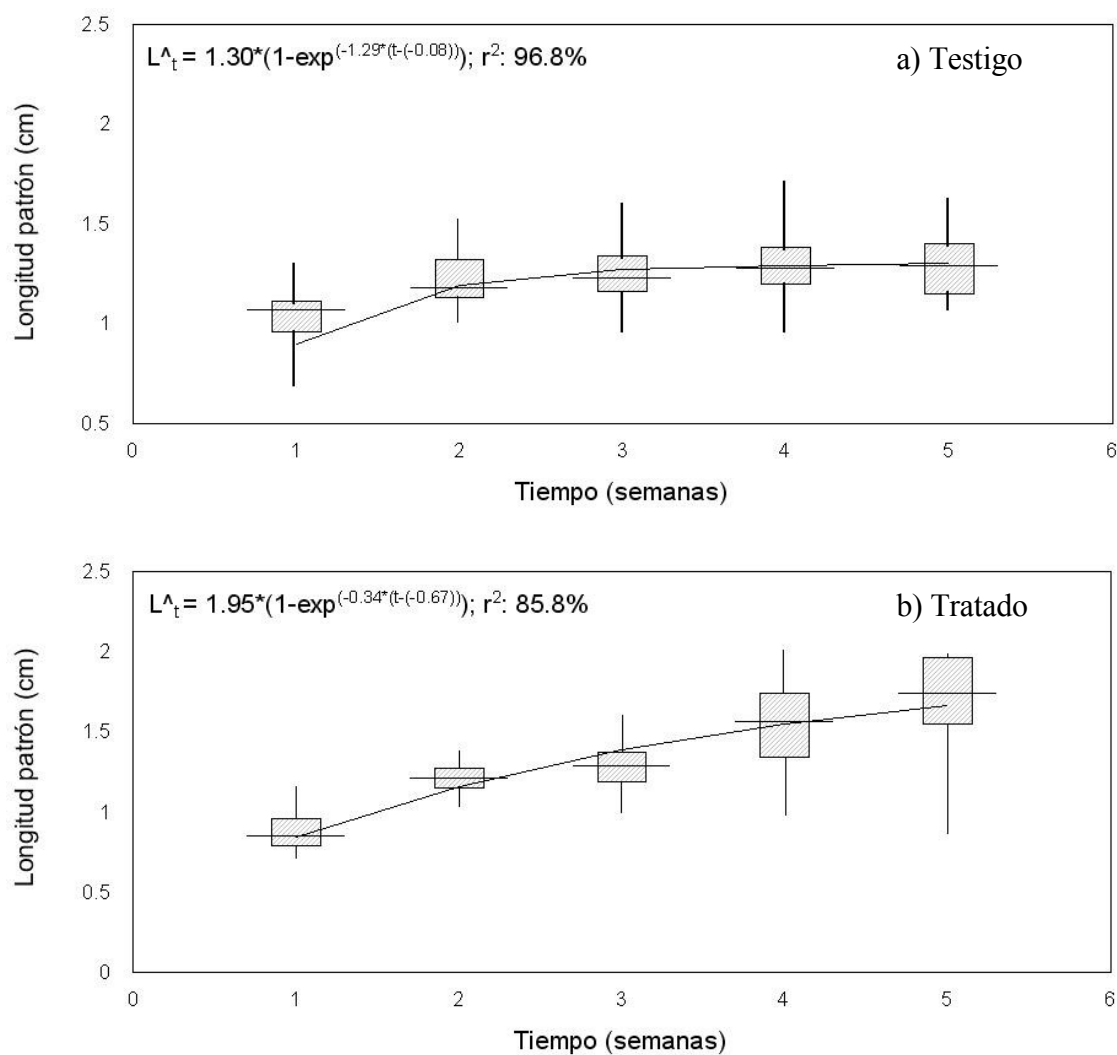 2.5
L^t = 1.30*(1-exp(-1.29*(t-(-0.08))); r²: 96.8%
a) Testigo
2
1.5
1
0.5
Longitud patrón (cm)
0 1 2 3 4 5 6
Tiempo (semanas)
2.5
L^t = 1.95*(1-exp(-0.34*(t-(-0.67))); r²: 85.8%
b) Tratado
2
1.5
1
0.5
0
Longitud patrón (cm)
0 1 2 3 4 5 6
Tiempo (semanas)